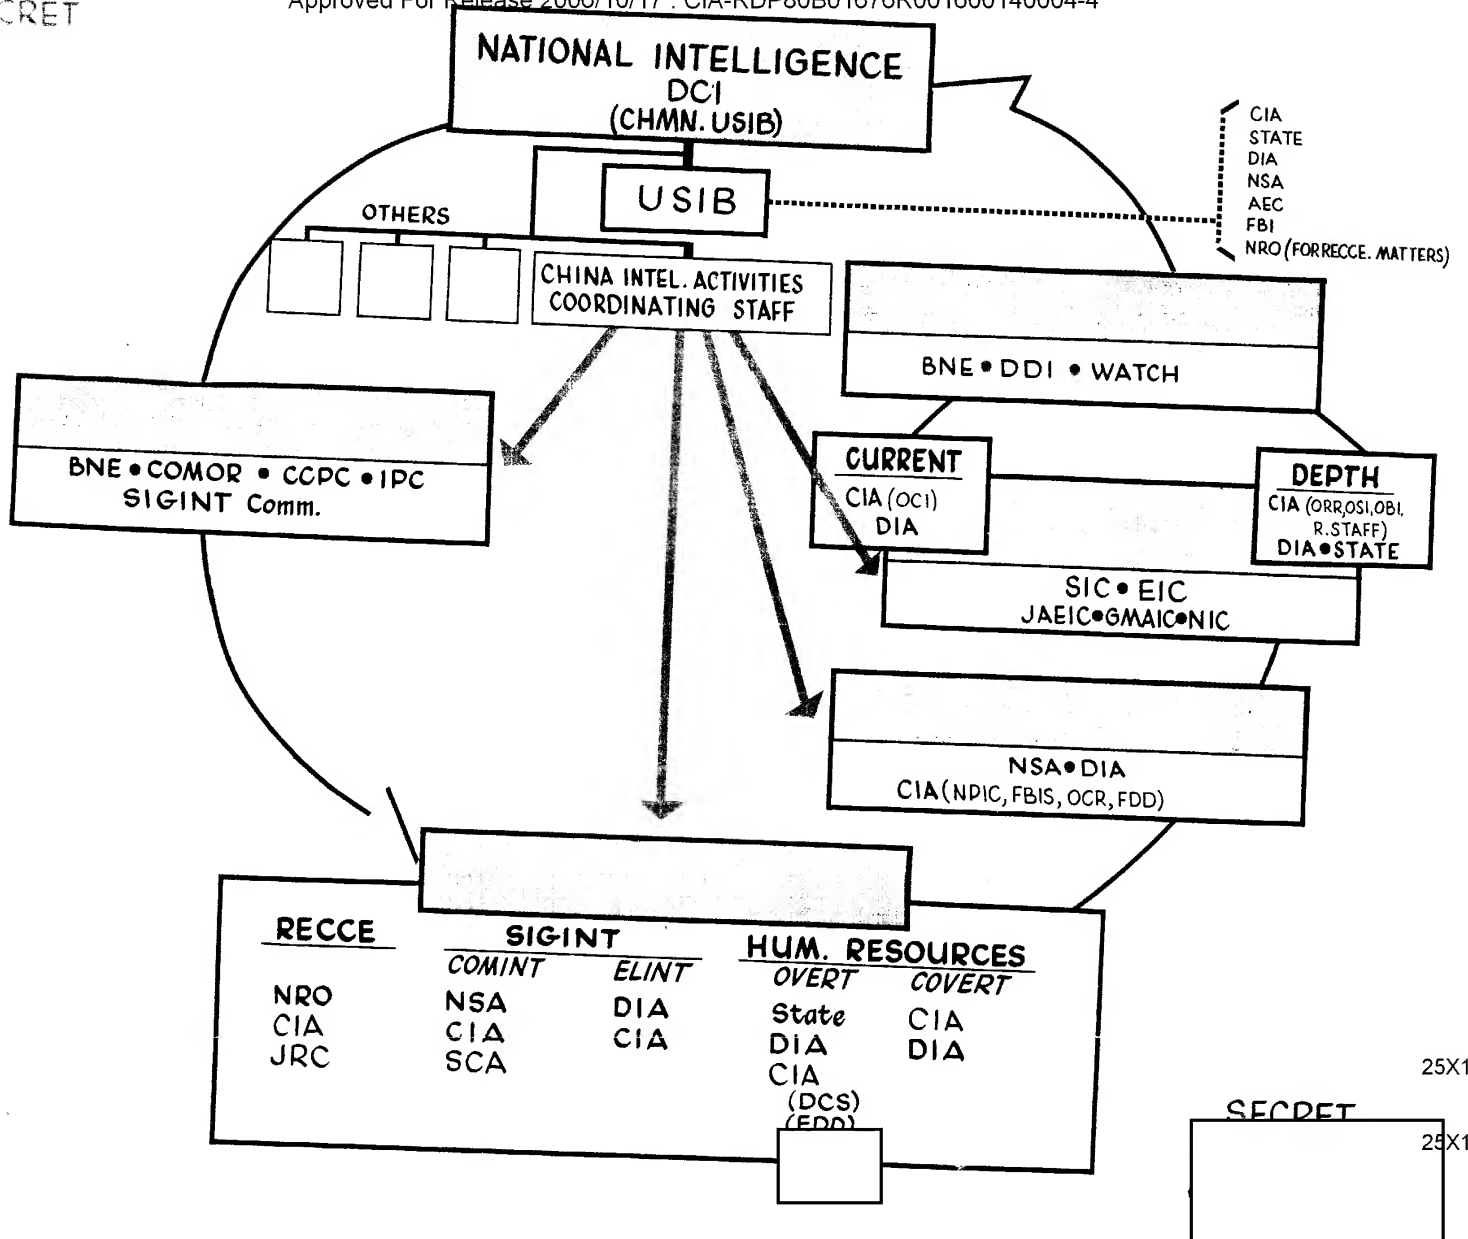 Approved For Release 2006/10/17 : CIA-RDP80B01676R001600140004-4
NATIONAL INTELLIGENCE
DCI
(CHMN. USIB)
USIB
CIA
STATE
DIA
NSA
AEC
FBI
NRO (FOR RECCE. MATTERS)
OTHERS
CHINA INTEL. ACTIVITIES
COORDINATING STAFF
BNE • DDI • WATCH
BNE • COMOR • CCPC • IPC
SIGINT Comm.
CURRENT
CIA (OCI)
DIA
DEPTH
CIA (ORR,OSI,OBI,
R.STAFF)
DIA • STATE
SIC • EIC
JAEIC • GMAIC • NIC
NSA • DIA
CIA (NPIC, FBIS, OCR, FDD)
RECCE
NRO
CIA
JRC
SIGINT
COMINT
NSA
CIA
SCA
ELINT
DIA
CIA
HUM. RESOURCES
OVERT
State
DIA
CIA
(DCS)
COVERT
CIA
DIA
25X1
SECRET
25X1